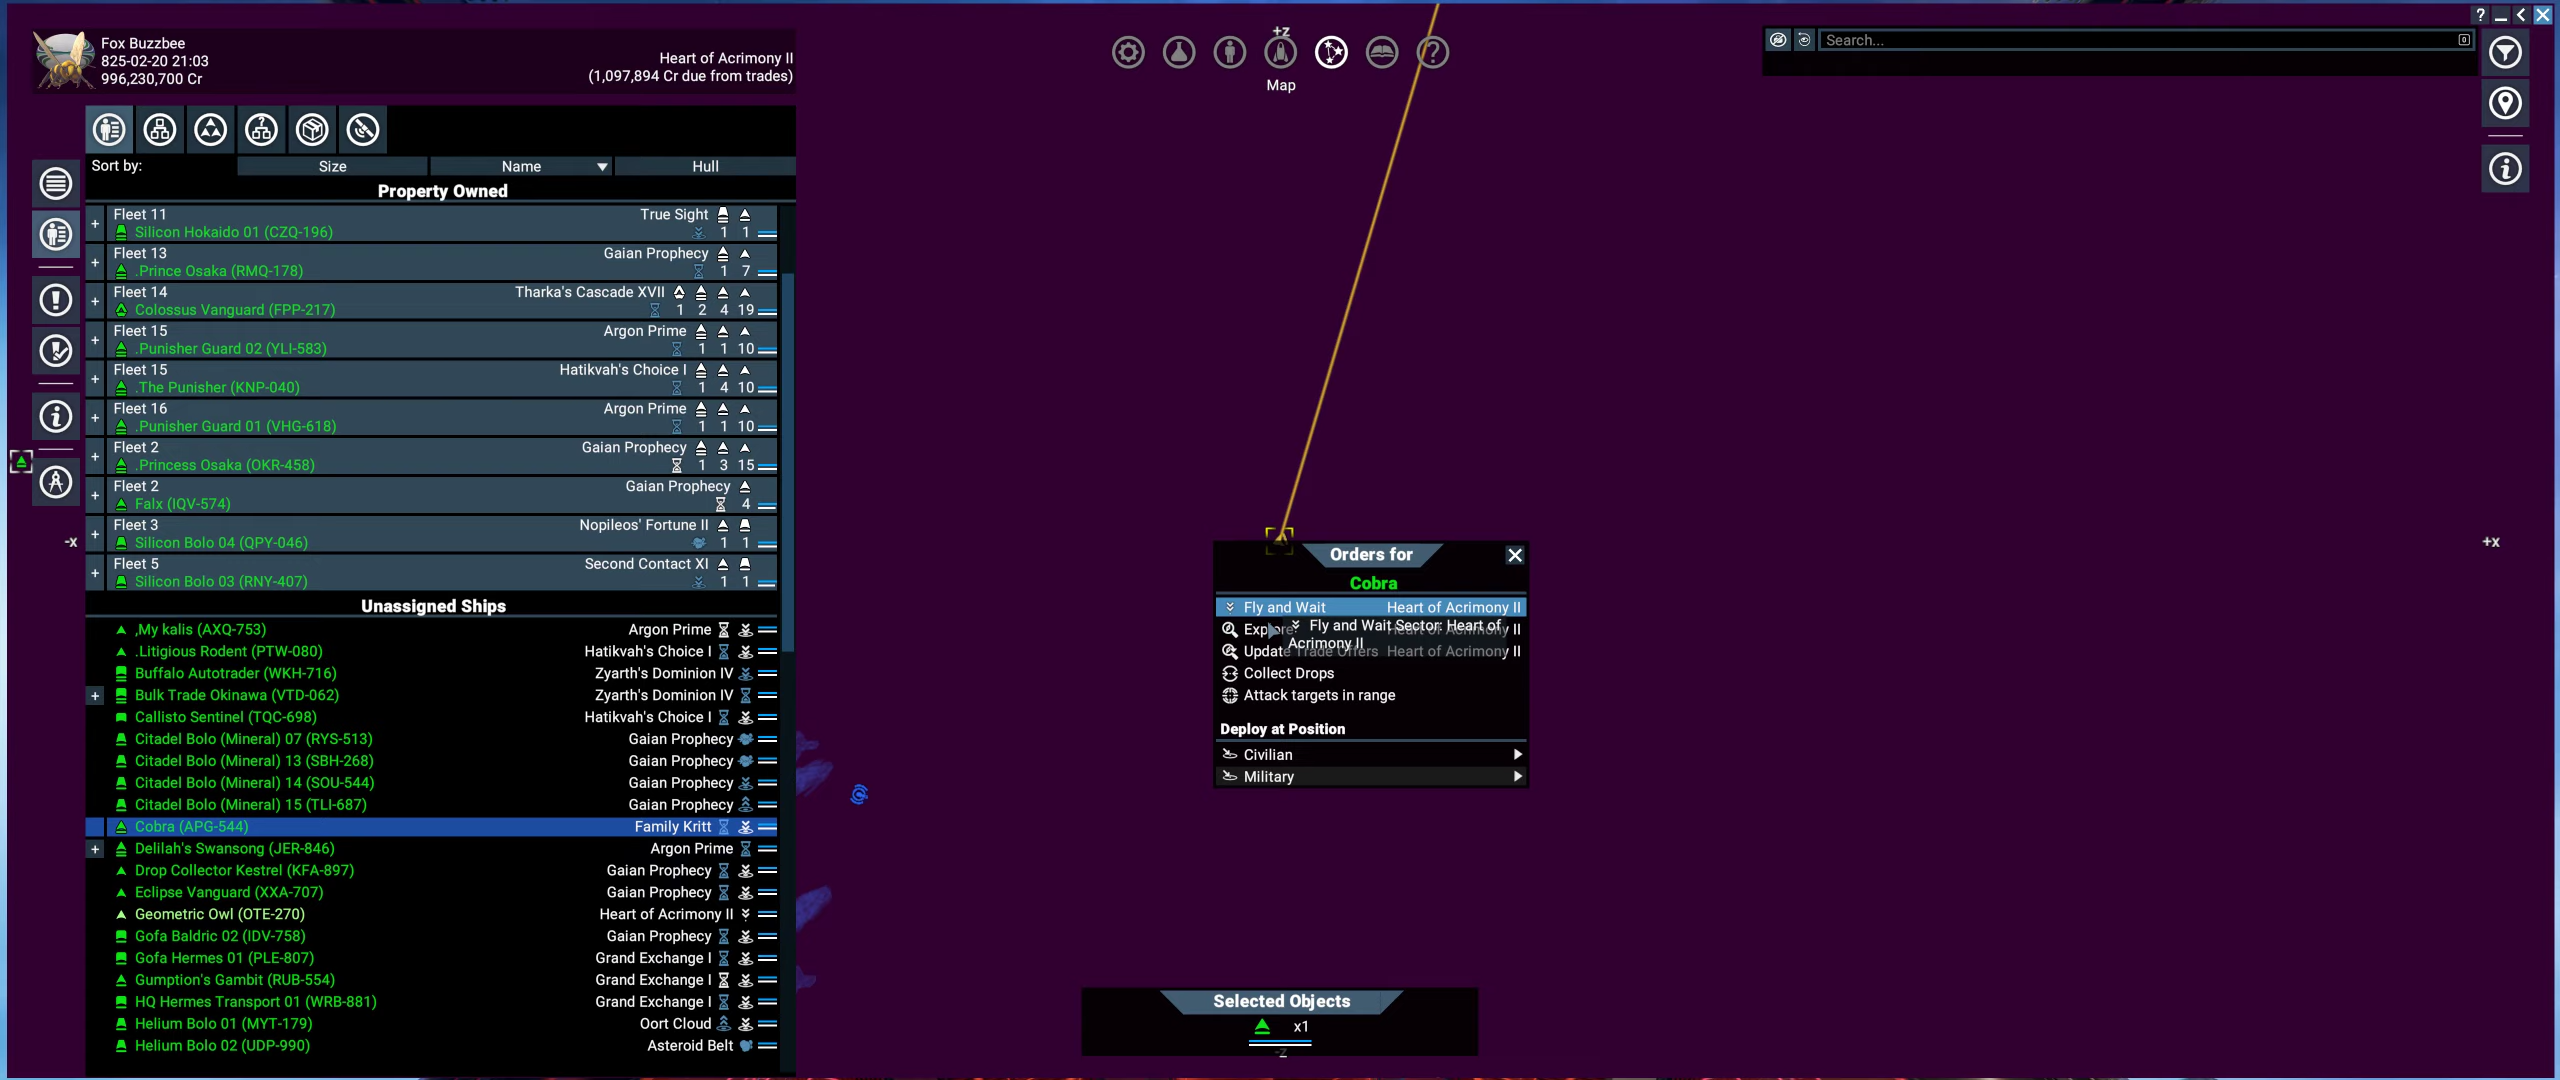 Fox Buzzbee
825-02-20 21:03
996,230,700 Cr
Heart of Acrimony II
(1,097,894 Cr due from trades)
+z
Map
Search...
Sort by:
Size
Name
Hull
Property Owned
Fleet 11 True Sight
Silicon Hokaido 01 (CZQ-196) 1 1
Fleet 13 Gaian Prophecy
.Prince Osaka (RMQ-178) 1 7
Fleet 14 Tharka's Cascade XVII
Colossus Vanguard (FPP-217) 1 2 4 19
Fleet 15 Argon Prime
.Punisher Guard 02 (YLI-583) 1 1 10
Fleet 15 Hatikvah's Choice I
.The Punisher (KNP-040) 1 4 10
Fleet 16 Argon Prime
.Punisher Guard 01 (VHG-618) 1 1 10
Fleet 2 Gaian Prophecy
.Princess Osaka (OKR-458) 1 3 15
Fleet 2 Gaian Prophecy
Falx (IQV-574) 4
Fleet 3 Nopileos' Fortune II
Silicon Bolo 04 (QPY-046) 1 1
Fleet 5 Second Contact XI
Silicon Bolo 03 (RNY-407) 1 1
Unassigned Ships
,My kalis (AXQ-753) Argon Prime
.Litigious Rodent (PTW-080) Hatikvah's Choice I
Buffalo Autotrader (WKH-716) Zyarth's Dominion IV
Bulk Trade Okinawa (VTD-062) Zyarth's Dominion IV
Callisto Sentinel (TQC-698) Hatikvah's Choice I
Citadel Bolo (Mineral) 07 (RYS-513) Gaian Prophecy
Citadel Bolo (Mineral) 13 (SBH-268) Gaian Prophecy
Citadel Bolo (Mineral) 14 (SOU-544) Gaian Prophecy
Citadel Bolo (Mineral) 15 (TLI-687) Gaian Prophecy
Cobra (APG-544) Family Kritt
Delilah's Swansong (JER-846) Argon Prime
Drop Collector Kestrel (KFA-897) Gaian Prophecy
Eclipse Vanguard (XXA-707) Gaian Prophecy
Geometric Owl (OTE-270) Heart of Acrimony II
Gofa Baldric 02 (IDV-758) Gaian Prophecy
Gofa Hermes 01 (PLE-807) Grand Exchange I
Gumption's Gambit (RUB-554) Grand Exchange I
HQ Hermes Transport 01 (WRB-881) Grand Exchange I
Helium Bolo 01 (MYT-179) Oort Cloud
Helium Bolo 02 (UDP-990) Asteroid Belt
-x
+x
Orders for
Cobra
Fly and Wait Heart of Acrimony II
Explore
Fly and Wait Sector: Heart of
Acrimony II
Update Trade Offers Heart of Acrimony II
Collect Drops
Attack targets in range
Deploy at Position
Civilian
Military
Selected Objects
x1
-z